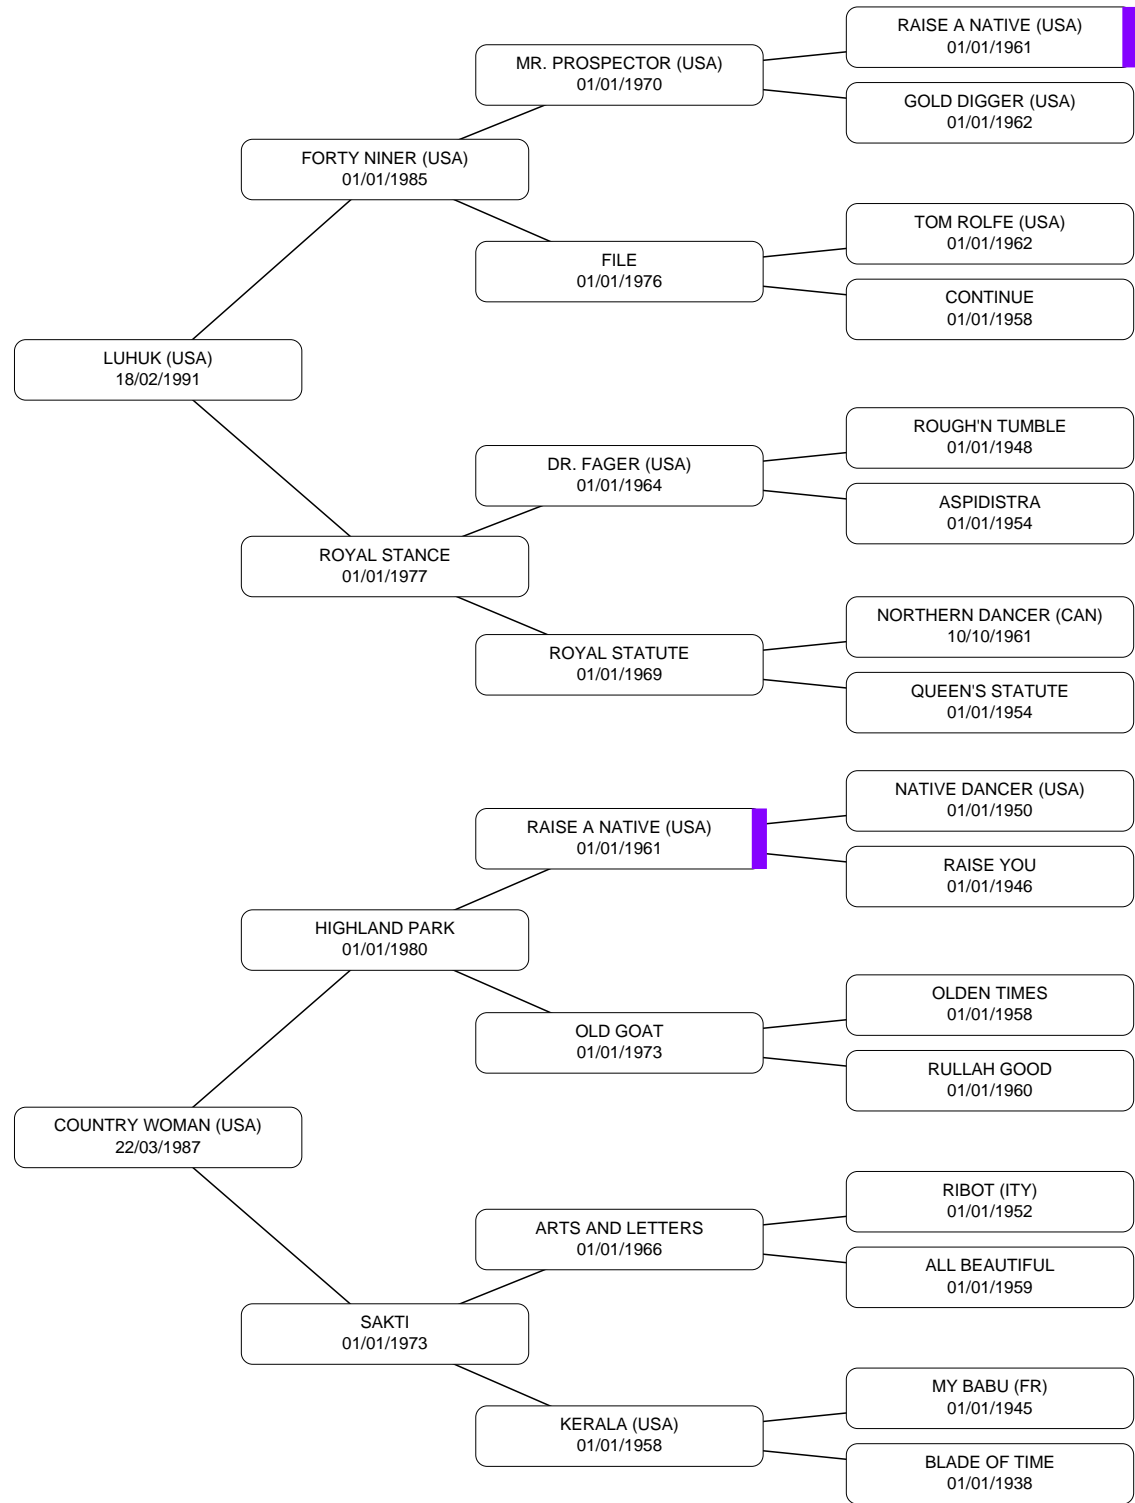 RAISE A NATIVE (USA)
01/01/1961
MR. PROSPECTOR (USA)
01/01/1970
GOLD DIGGER (USA)
01/01/1962
FORTY NINER (USA)
01/01/1985
TOM ROLFE (USA)
01/01/1962
FILE
01/01/1976
CONTINUE
01/01/1958
LUHUK (USA)
18/02/1991
ROUGH'N TUMBLE
01/01/1948
DR. FAGER (USA)
01/01/1964
ASPIDISTRA
01/01/1954
ROYAL STANCE
01/01/1977
NORTHERN DANCER (CAN)
10/10/1961
ROYAL STATUTE
01/01/1969
QUEEN'S STATUTE
01/01/1954
NATIVE DANCER (USA)
01/01/1950
RAISE A NATIVE (USA)
01/01/1961
RAISE YOU
01/01/1946
HIGHLAND PARK
01/01/1980
OLDEN TIMES
01/01/1958
OLD GOAT
01/01/1973
RULLAH GOOD
01/01/1960
COUNTRY WOMAN (USA)
22/03/1987
RIBOT (ITY)
01/01/1952
ARTS AND LETTERS
01/01/1966
ALL BEAUTIFUL
01/01/1959
SAKTI
01/01/1973
MY BABU (FR)
01/01/1945
KERALA (USA)
01/01/1958
BLADE OF TIME
01/01/1938